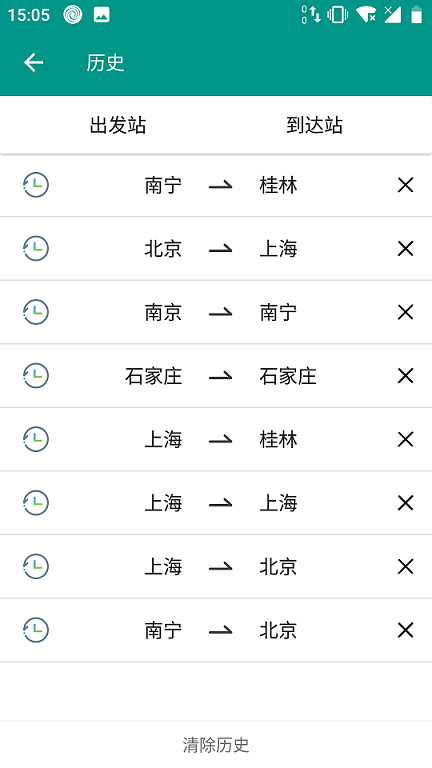 15:05
历史
出发站 到达站
南宁 桂林
北京 上海
南京 南宁
石家庄 石家庄
上海 桂林
上海 上海
上海 北京
南宁 北京
清除历史